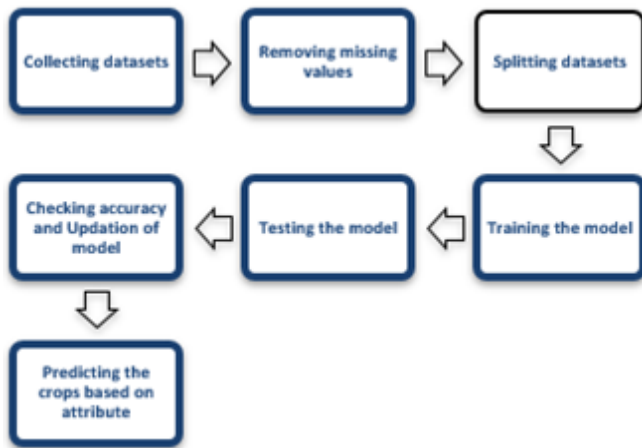 Collecting datasets
Removing missing
values
Splitting datasets
Training the model
Testing the model
Checking accuracy
and Updation of
model
Predicting the
crops based on
attribute